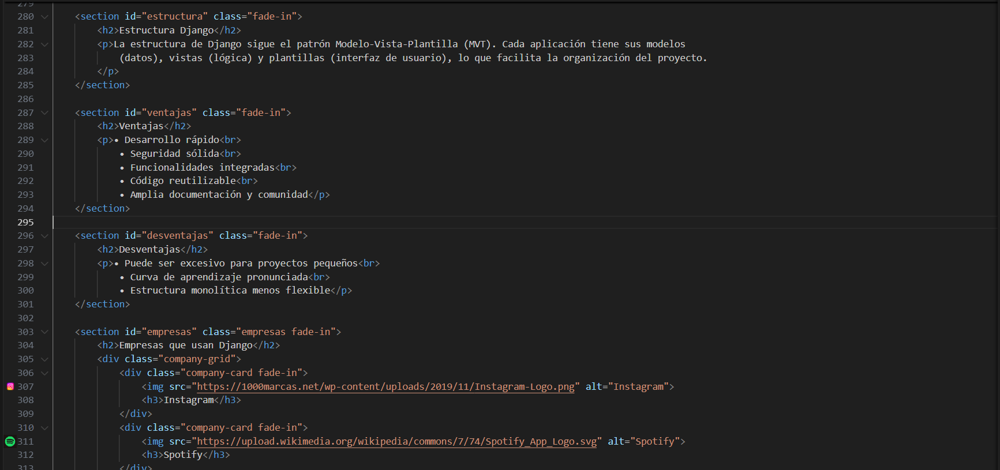 279
280 <section id="estructura" class="fade-in">
281 <h2>Estructura Django</h2>
282 <p>La estructura de Django sigue el patrón Modelo-Vista-Plantilla (MVT). Cada aplicación tiene sus modelos
283 (datos), vistas (lógica) y plantillas (interfaz de usuario), lo que facilita la organización del proyecto.
284 </p>
285 </section>
286
287 <section id="ventajas" class="fade-in">
288 <h2>Ventajas</h2>
289 <p>• Desarrollo rápido<br>
290 • Seguridad sólida<br>
291 • Funcionalidades integradas<br>
292 • Código reutilizable<br>
293 • Amplia documentación y comunidad</p>
294 </section>
295
296 <section id="desventajas" class="fade-in">
297 <h2>Desventajas</h2>
298 <p>• Puede ser excesivo para proyectos pequeños<br>
299 • Curva de aprendizaje pronunciada<br>
300 • Estructura monolítica menos flexible</p>
301 </section>
302
303 <section id="empresas" class="empresas fade-in">
304 <h2>Empresas que usan Django</h2>
305 <div class="company-grid">
306 <div class="company-card fade-in">
307 <img src="https://1000marcas.net/wp-content/uploads/2019/11/Instagram-Logo.png" alt="Instagram">
308 <h3>Instagram</h3>
309 </div>
310 <div class="company-card fade-in">
311 <img src="https://upload.wikimedia.org/wikipedia/commons/7/74/Spotify_App_Logo.svg" alt="Spotify">
312 <h3>Spotify</h3>
313 </div>